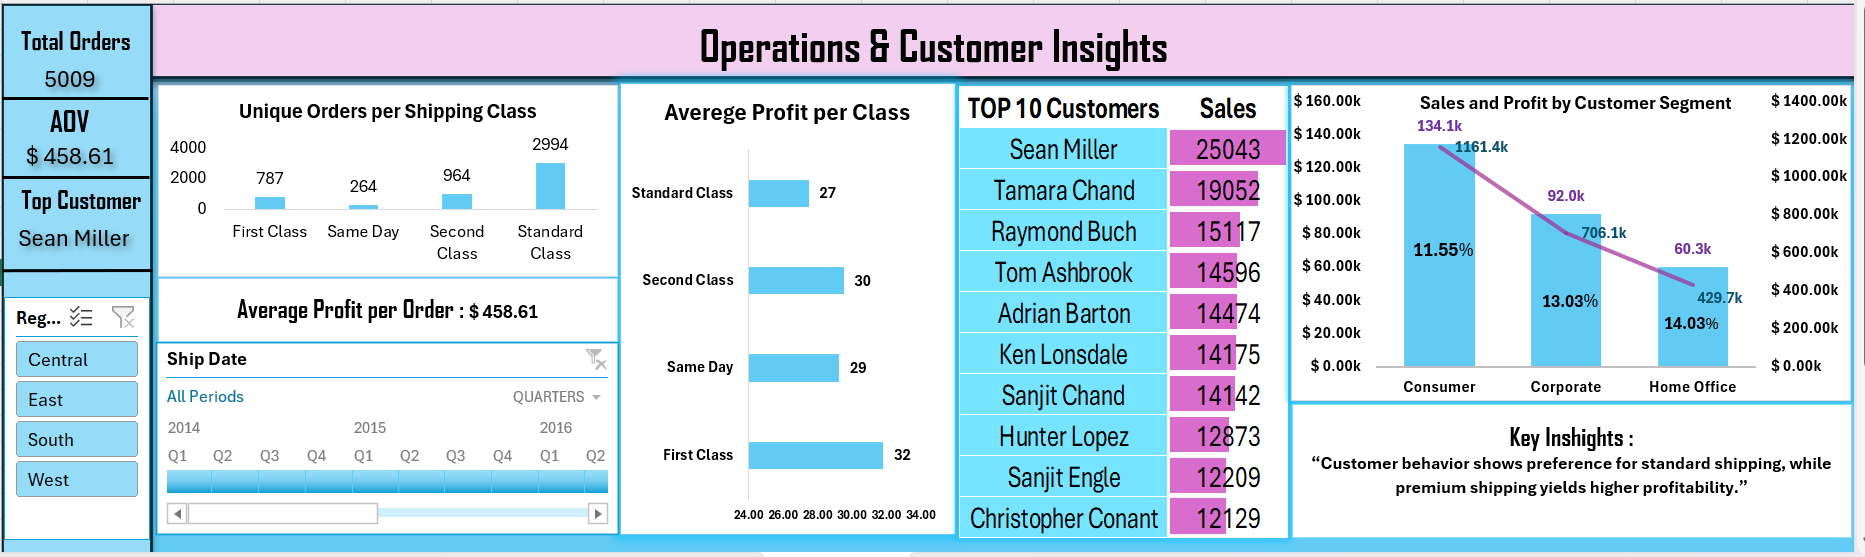 Operations & Customer Insights
Total Orders
5009
AOV
$ 458.61
Top Customer
Sean Miller
Reg...
Central
East
South
West
Unique Orders per Shipping Class
4000
2000
0
787
264
964
2994
First Class
Same Day
Second Class
Standard Class
Average Profit per Order : $ 458.61
Ship Date
All Periods
QUARTERS
2014 2015 2016
Q1 Q2 Q3 Q4 Q1 Q2 Q3 Q4 Q1 Q2
Averege Profit per Class
Standard Class 27
Second Class 30
Same Day 29
First Class 32
24.00 26.00 28.00 30.00 32.00 34.00
TOP 10 Customers Sales
Sean Miller 25043
Tamara Chand 19052
Raymond Buch 15117
Tom Ashbrook 14596
Adrian Barton 14474
Ken Lonsdale 14175
Sanjit Chand 14142
Hunter Lopez 12873
Sanjit Engle 12209
Christopher Conant 12129
Sales and Profit by Customer Segment
$ 160.00k
$ 140.00k
$ 120.00k
$ 100.00k
$ 80.00k
$ 60.00k
$ 40.00k
$ 20.00k
$ 0.00k
134.1k
1161.4k
92.0k
706.1k
60.3k
429.7k
11.55%
13.03%
14.03%
$ 1400.00k
$ 1200.00k
$ 1000.00k
$ 800.00k
$ 600.00k
$ 400.00k
$ 200.00k
$ 0.00k
Consumer
Corporate
Home Office
Key Inshights :
“Customer behavior shows preference for standard shipping, while
premium shipping yields higher profitability.”